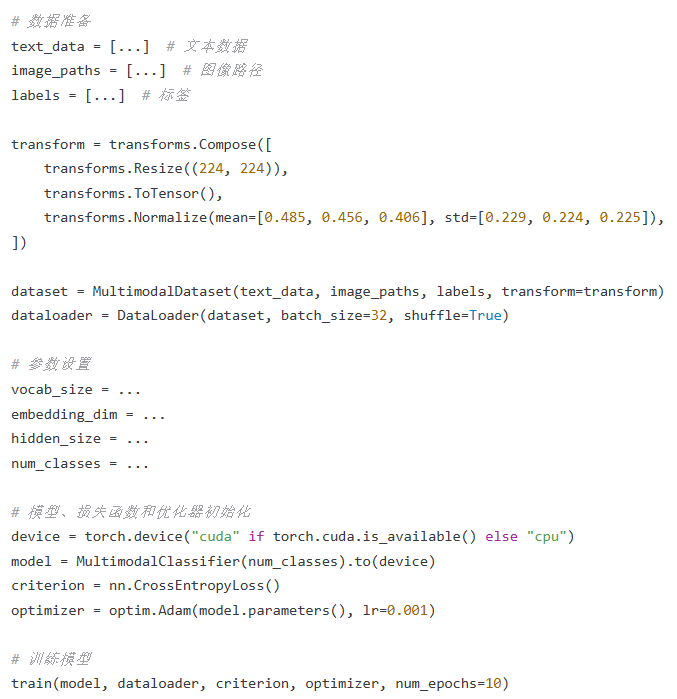 # 数据准备
text_data = [...]  # 文本数据
image_paths = [...]  # 图像路径
labels = [...]  # 标签
transform = transforms.Compose([
    transforms.Resize((224, 224)),
    transforms.ToTensor(),
    transforms.Normalize(mean=[0.485, 0.456, 0.406], std=[0.229, 0.224, 0.225]),
])
dataset = MultimodalDataset(text_data, image_paths, labels, transform=transform)
dataloader = DataLoader(dataset, batch_size=32, shuffle=True)
# 参数设置
vocab_size = ...
embedding_dim = ...
hidden_size = ...
num_classes = ...
# 模型、损失函数和优化器初始化
device = torch.device("cuda" if torch.cuda.is_available() else "cpu")
model = MultimodalClassifier(num_classes).to(device)
criterion = nn.CrossEntropyLoss()
optimizer = optim.Adam(model.parameters(), lr=0.001)
# 训练模型
train(model, dataloader, criterion, optimizer, num_epochs=10)